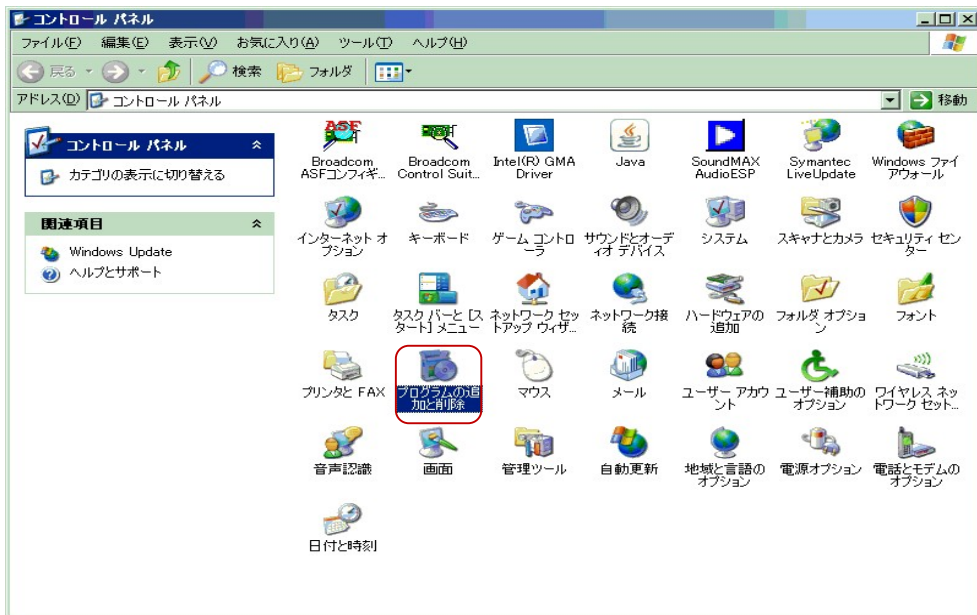 コントロール パネル
ファイル(F) 編集(E) 表示(V) お気に入り(A) ツール(T) ヘルプ(H)
戻る 検索 フォルダ
アドレス(D) コントロール パネル 移動
コントロール パネル
カテゴリの表示に切り替える
関連項目
Windows Update
ヘルプとサポート
Broadcom
ASFコンフィギ...
Broadcom
Control Suit...
Intel(R) GMA
Driver
Java
SoundMAX
AudioESP
Symantec
LiveUpdate
Windows ファイ
アウォール
インターネット オ
プション
キーボード
ゲーム コントロ
ーラ
サウンドとオーデ
ィオ デバイス
システム
スキャナとカメラ
セキュリティ セン
ター
タスク
タスク バーと [ス
タート] メニュー
ネットワーク セッ
トアップ ウィザ...
ネットワーク接
続
ハードウェアの
追加
フォルダ オプショ
ン
フォント
プリンタと FAX
プログラムの追
加と削除
マウス
メール
ユーザー アカウ
ント
ユーザー補助の
オプション
ワイヤレス ネッ
トワーク セット...
音声認識
画面
管理ツール
自動更新
地域と言語の
オプション
電源オプション
電話とモデムの
オプション
日付と時刻